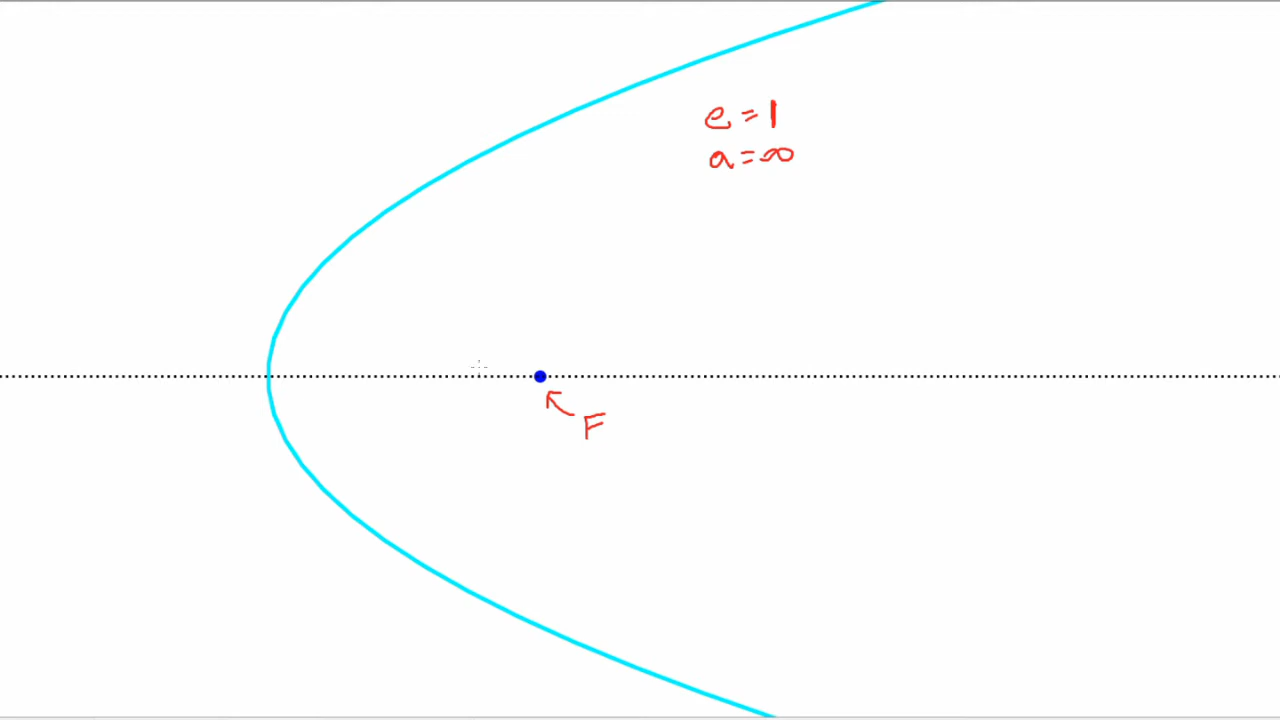 e = 1
a = ∞
F